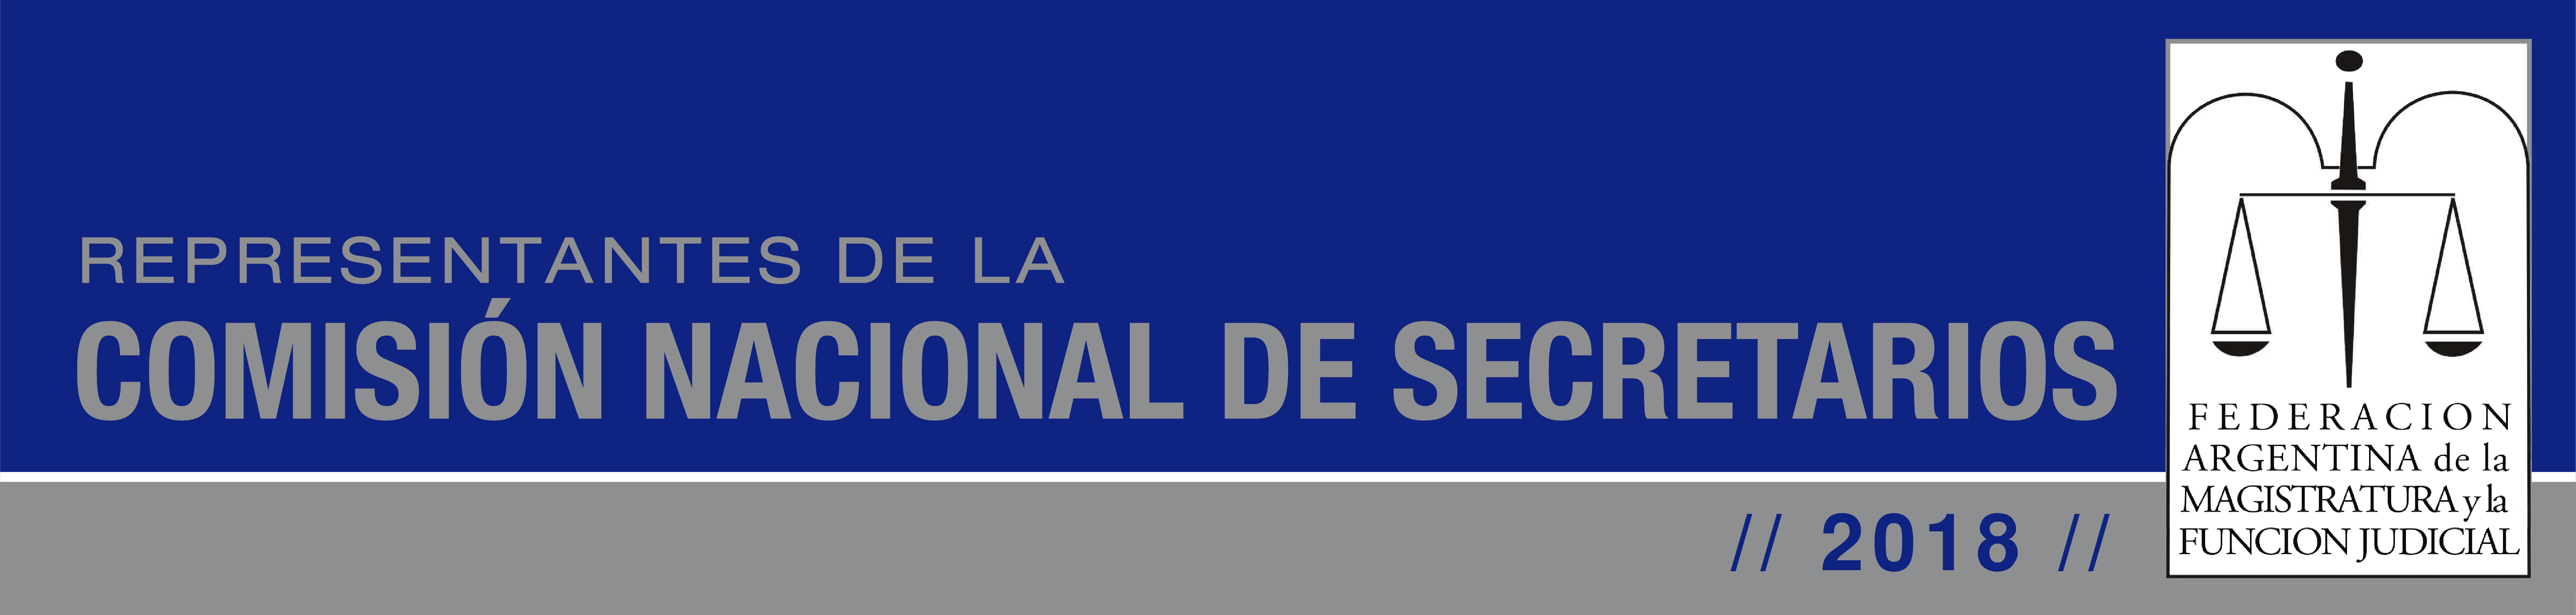 REPRESENTANTES DE LA
COMISIÓN NACIONAL DE SECRETARIOS
// 2018 //
FEDERACION
ARGENTINA de la
MAGISTRATURA y la
FUNCION JUDICIAL